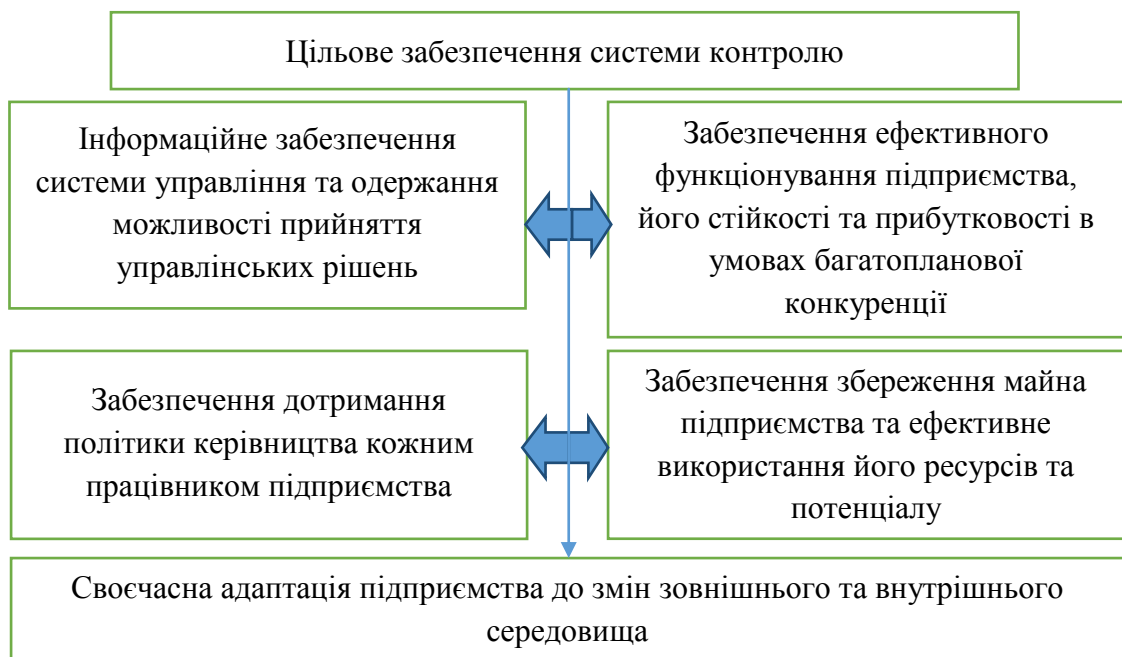 Цільове забезпечення системи контролю
Інформаційне забезпечення
системи управління та одержання
можливості прийняття
управлінських рішень
Забезпечення ефективного
функціонування підприємства,
його стійкості та прибутковості в
умовах багатопланової
конкуренції
Забезпечення дотримання
політики керівництва кожним
працівником підприємства
Забезпечення збереження майна
підприємства та ефективне
використання його ресурсів та
потенціалу
Своєчасна адаптація підприємства до змін зовнішнього та внутрішнього
середовища